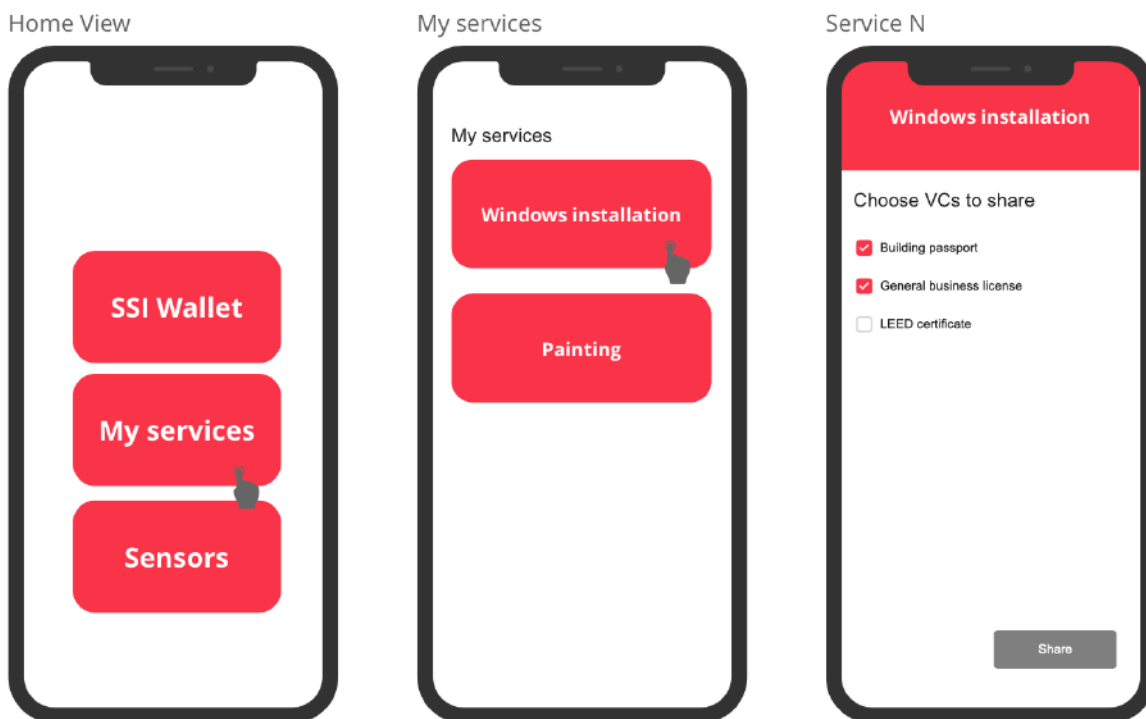 Home View
SSI Wallet
My services
Sensors
My services
My services
Windows installation
Painting
Service N
Windows installation
Choose VCs to share
Building passport
General business license
LEED certificate
Share